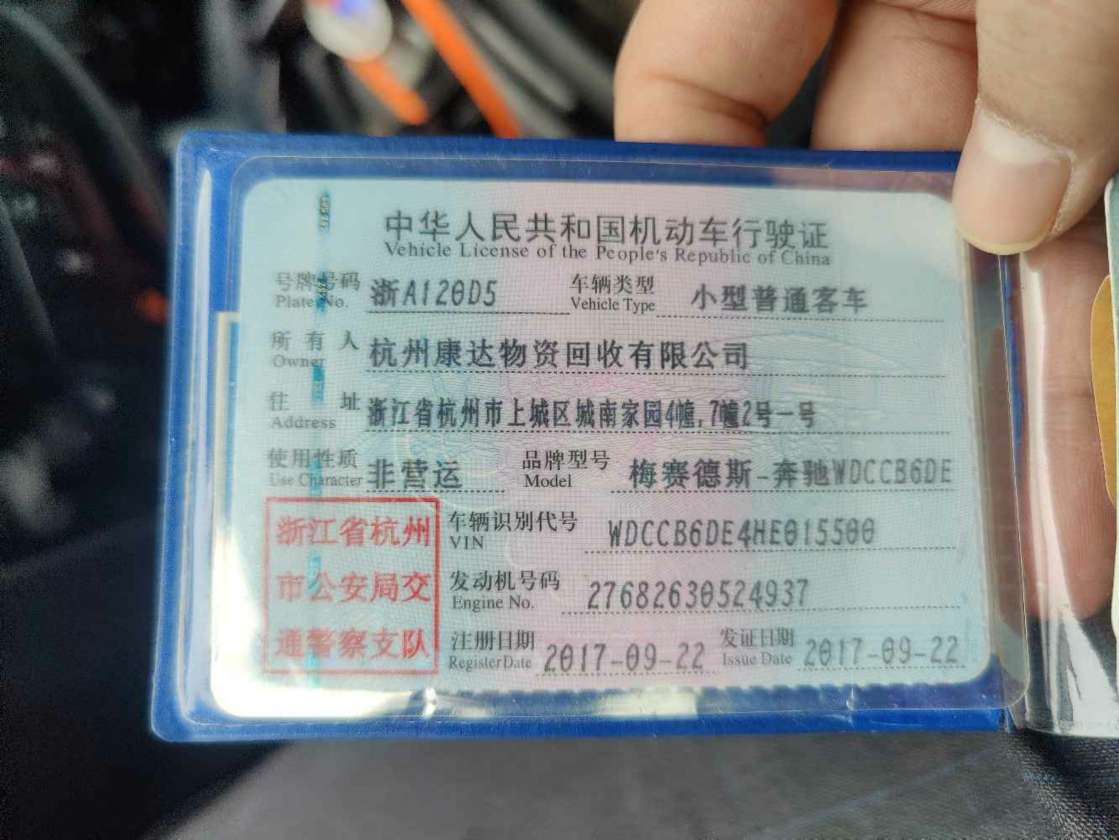 中华人民共和国机动车行驶证
Vehicle License of the People's Republic of China
号牌号码 浙A120D5 车辆类型 小型普通客车
Plate No. Vehicle Type
所有人 杭州康达物资回收有限公司
Owner
住址 浙江省杭州市上城区城南家园4幢,7幢2号一号
Address
使用性质 非营运 品牌型号 梅赛德斯-奔驰WDCCB6DE
Use Character Model
浙江省杭州
市公安局交
通警察支队
车辆识别代号 WDCCB6DE4HE015500
VIN
发动机号码 27682630524937
Engine No.
注册日期 2017-09-22 发证日期 2017-09-22
Register Date Issue Date